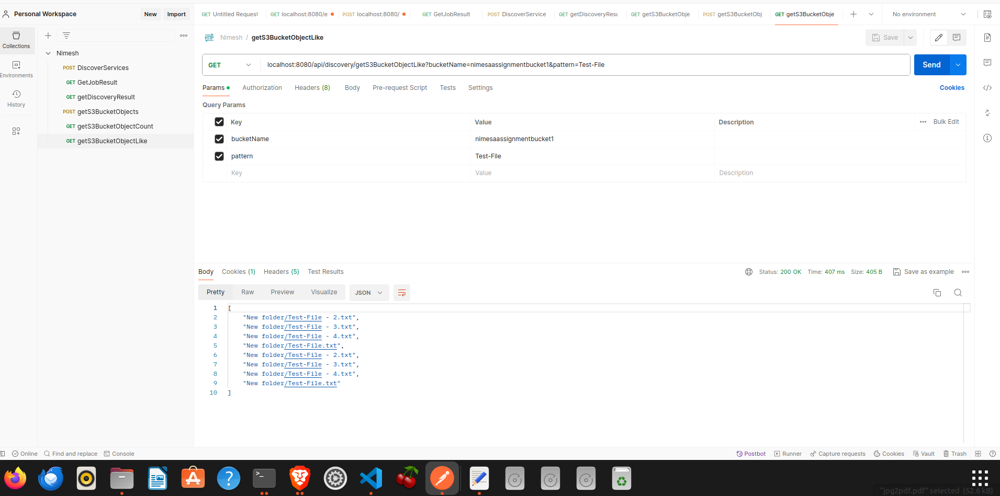 Personal Workspace New Import GET Untitled Request GET localhost:8080/e POST localhost:8080/ GET GetJobResult POST DiscoverService GET getDiscoveryResu GET getS3BucketObje POST getS3BucketObj GET getS3BucketObje No environment
Collections
Environments
History
Nimesh
POST DiscoverServices
GET GetJobResult
GET getDiscoveryResult
POST getS3BucketObjects
GET getS3BucketObjectCount
GET getS3BucketObjectLike
HTTP Nimesh / getS3BucketObjectLike Save
GET localhost:8080/api/discovery/getS3BucketObjectLike?bucketName=nimesaassignmentbucket1&pattern=Test-File Send
Params Authorization Headers (8) Body Pre-request Script Tests Settings Cookies
Query Params
Key Value Description Bulk Edit
bucketName nimesaassignmentbucket1
pattern Test-File
Key Value Description
Body Cookies (1) Headers (5) Test Results Status: 200 OK Time: 407 ms Size: 405 B Save as example
Pretty Raw Preview Visualize JSON
1 [
2 "New folder/Test-File - 2.txt",
3 "New folder/Test-File - 3.txt",
4 "New folder/Test-File - 4.txt",
5 "New folder/Test-File.txt",
6 "New folder/Test-File - 2.txt",
7 "New folder/Test-File - 3.txt",
8 "New folder/Test-File - 4.txt",
9 "New folder/Test-File.txt"
10 ]
Online Find and replace Console Postbot Runner Capture requests Cookies Vault Trash
"jpg2pdf.pdf" selected (52.6 kB)